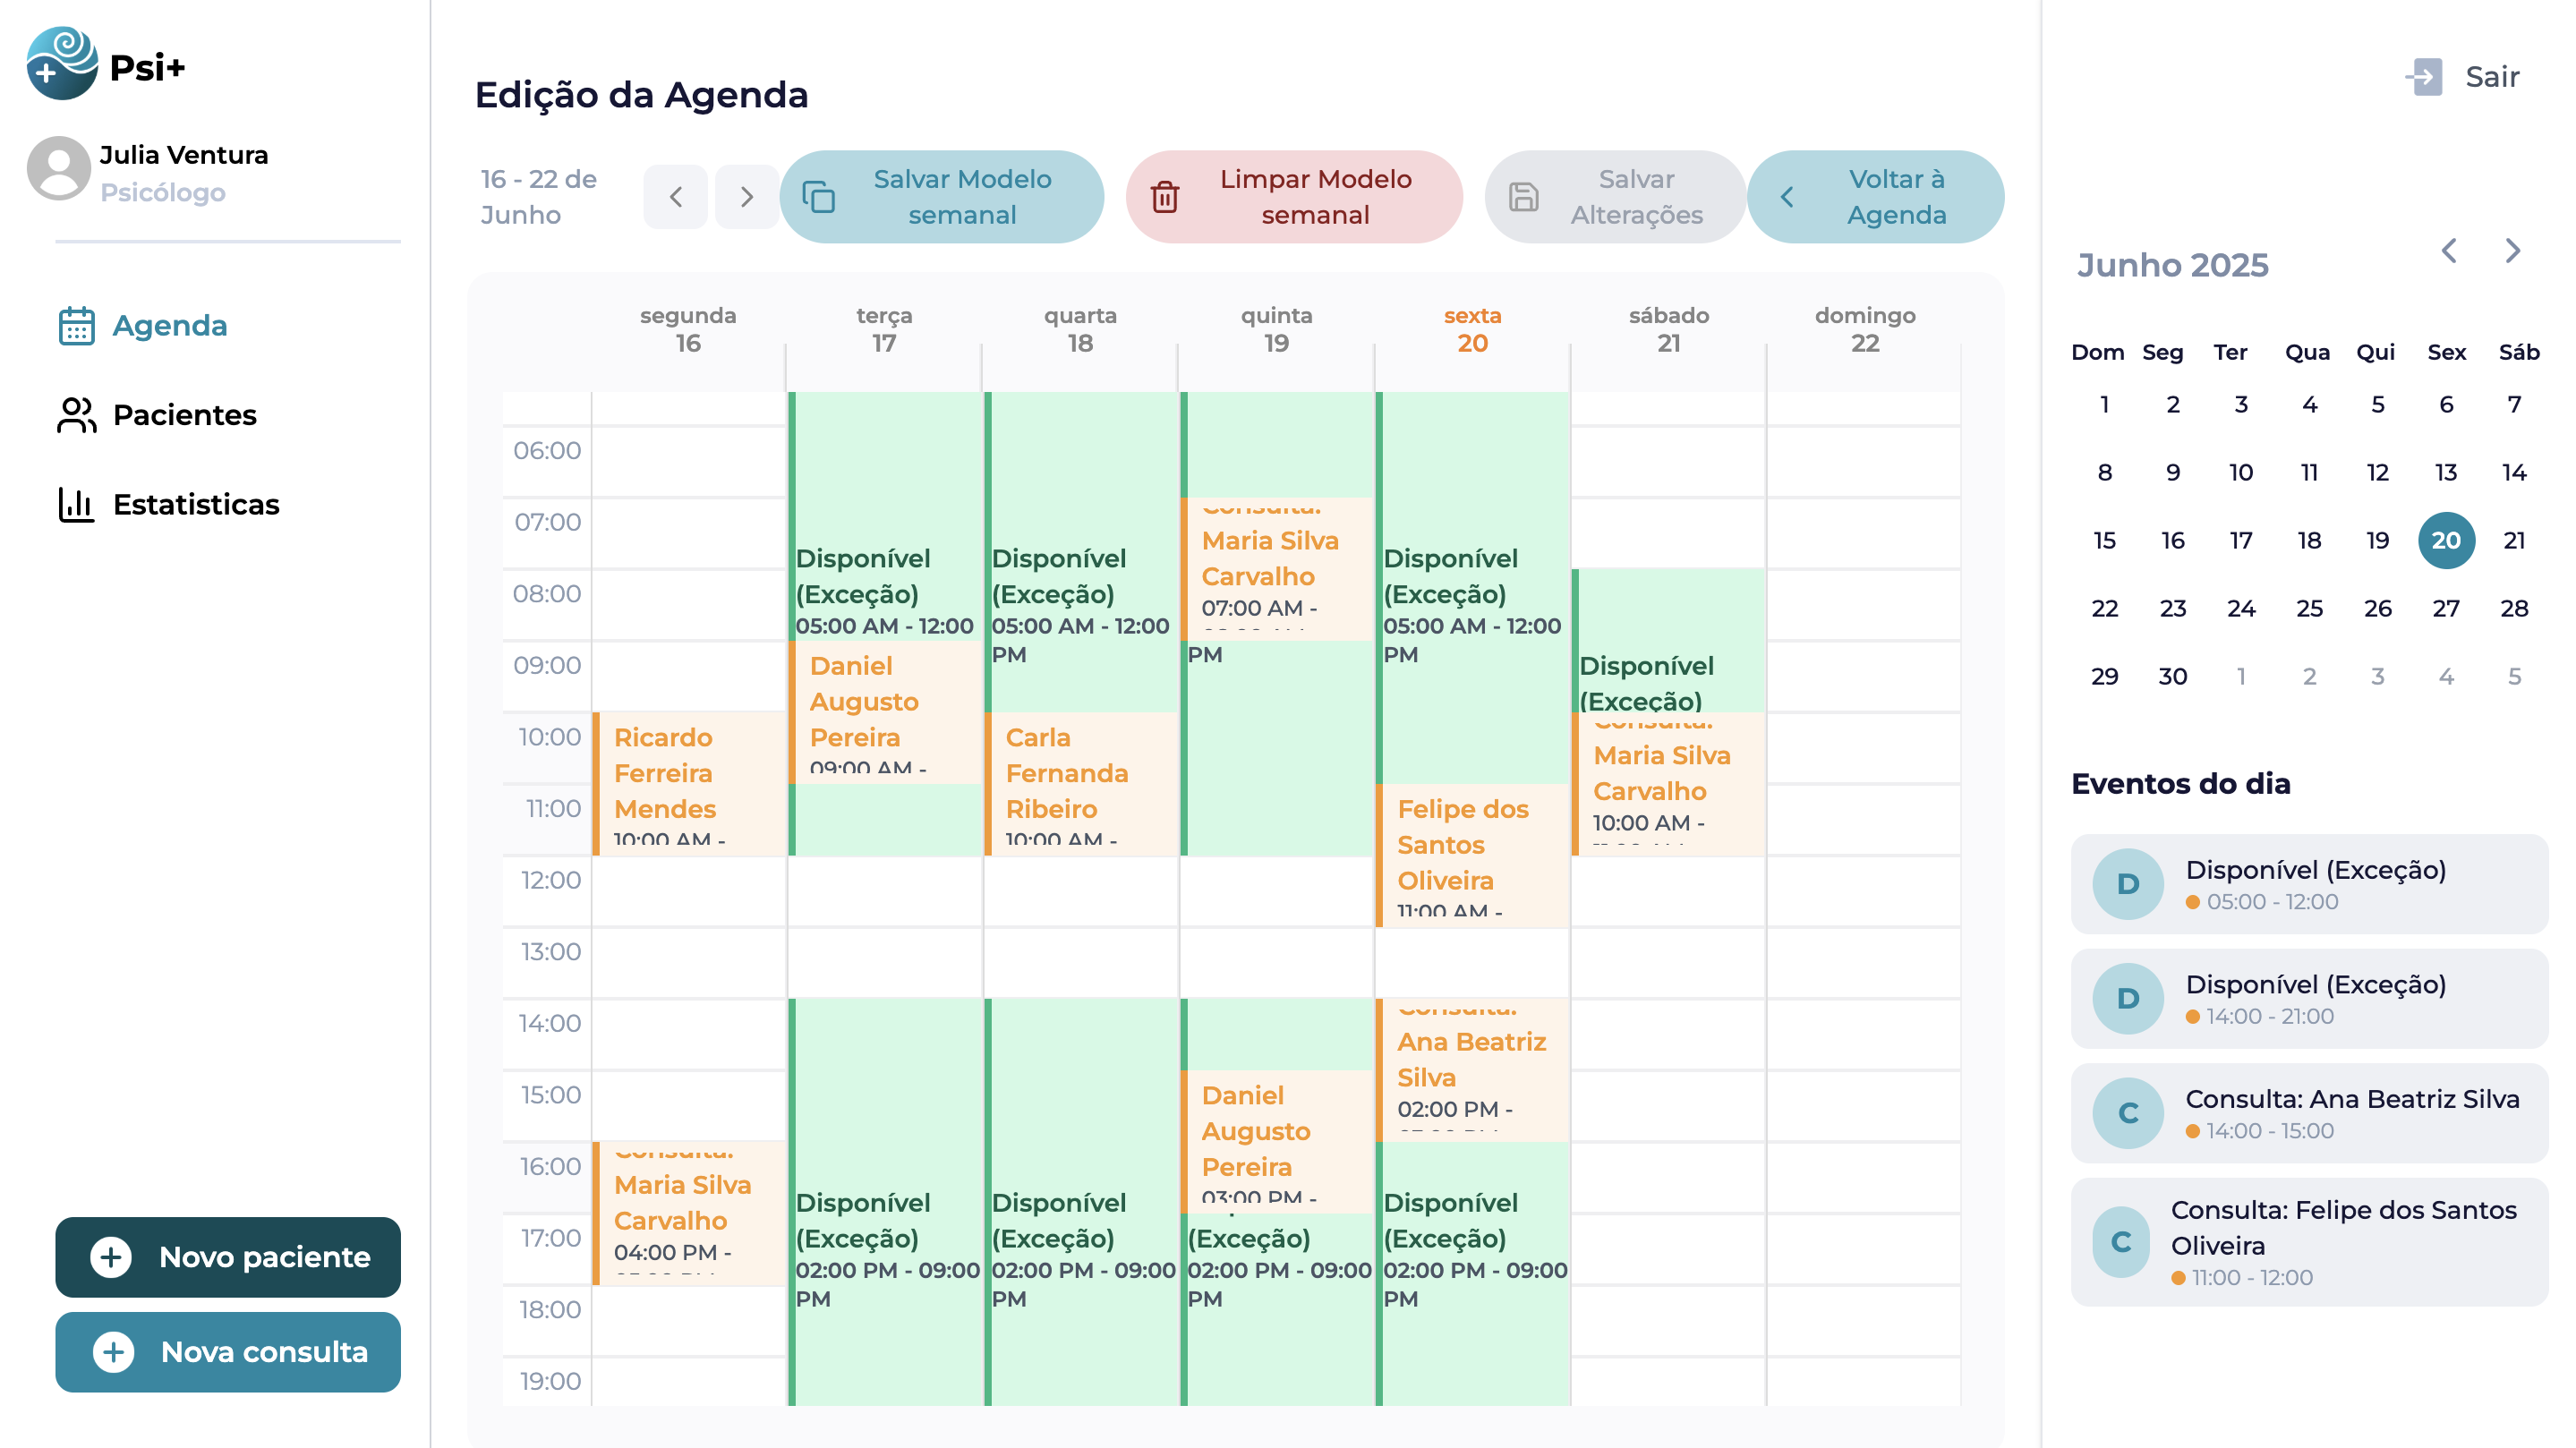 Psi+
Julia Ventura
Psicólogo
Agenda
Pacientes
Estatisticas
Novo paciente
Nova consulta
Edição da Agenda
16 - 22 de
Junho
Salvar Modelo
semanal
Limpar Modelo
semanal
Salvar
Alterações
Voltar à
Agenda
segunda
16
terça
17
quarta
18
quinta
19
sexta
20
sábado
21
domingo
22
06:00
07:00
08:00
09:00
10:00
11:00
12:00
13:00
14:00
15:00
16:00
17:00
18:00
19:00
Ricardo
Ferreira
Mendes
10:00 AM -
Consulta:
Maria Silva
Carvalho
04:00 PM -
Disponível
(Exceção)
05:00 AM - 12:00
Daniel
Augusto
Pereira
09:00 AM -
Disponível
(Exceção)
02:00 PM - 09:00
PM
Disponível
(Exceção)
05:00 AM - 12:00
PM
Carla
Fernanda
Ribeiro
10:00 AM -
Disponível
(Exceção)
02:00 PM - 09:00
PM
Consulta:
Maria Silva
Carvalho
07:00 AM -
PM
Daniel
Augusto
Pereira
03:00 PM -
(Exceção)
02:00 PM - 09:00
PM
Disponível
(Exceção)
05:00 AM - 12:00
PM
Felipe dos
Santos
Oliveira
11:00 AM -
Consulta:
Ana Beatriz
Silva
02:00 PM -
Disponível
(Exceção)
02:00 PM - 09:00
PM
Disponível
(Exceção)
Consulta:
Maria Silva
Carvalho
10:00 AM -
Sair
Junho 2025
Dom Seg Ter Qua Qui Sex Sáb
1 2 3 4 5 6 7
8 9 10 11 12 13 14
15 16 17 18 19 20 21
22 23 24 25 26 27 28
29 30 1 2 3 4 5
Eventos do dia
D
Disponível (Exceção)
05:00 - 12:00
D
Disponível (Exceção)
14:00 - 21:00
C
Consulta: Ana Beatriz Silva
14:00 - 15:00
C
Consulta: Felipe dos Santos
Oliveira
11:00 - 12:00